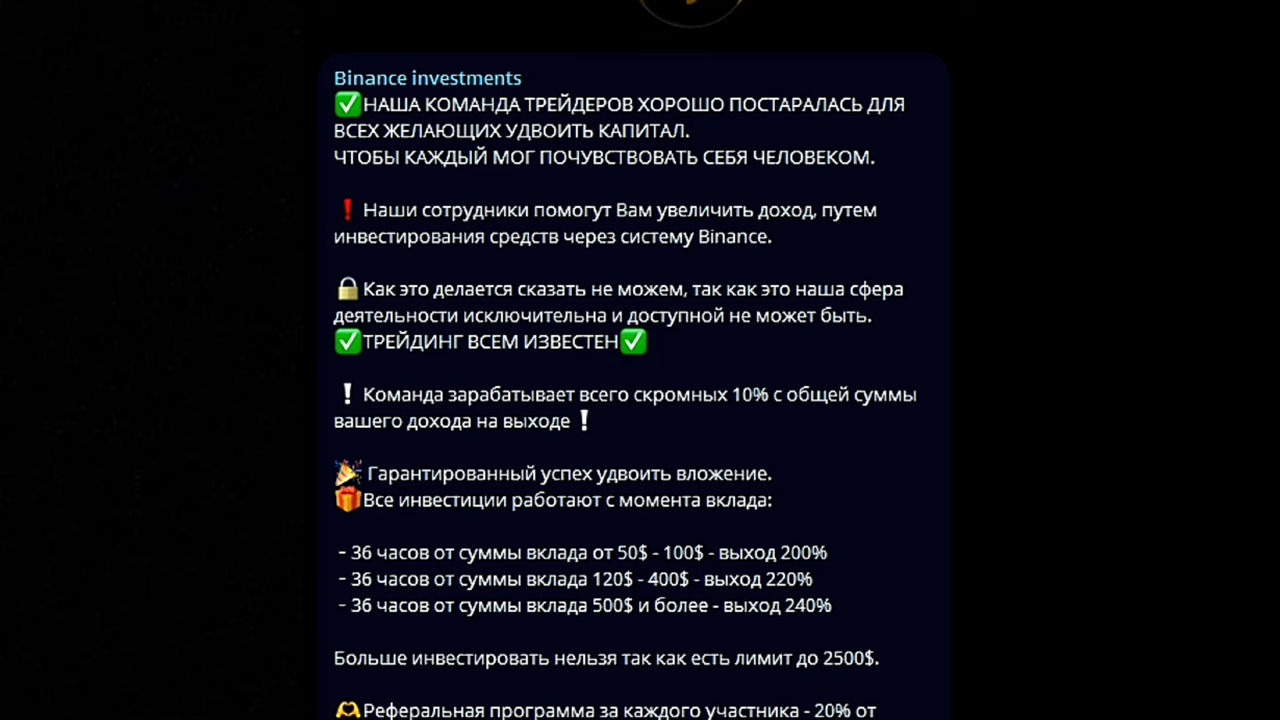 Binance investments
✅НАША КОМАНДА ТРЕЙДЕРОВ ХОРОШО ПОСТАРАЛАСЬ ДЛЯ
ВСЕХ ЖЕЛАЮЩИХ УДВОИТЬ КАПИТАЛ.
ЧТОБЫ КАЖДЫЙ МОГ ПОЧУВСТВОВАТЬ СЕБЯ ЧЕЛОВЕКОМ.
❗ Наши сотрудники помогут Вам увеличить доход, путем
инвестирования средств через систему Binance.
🔒Как это делается сказать не можем, так как это наша сфера
деятельности исключительна и доступной не может быть.
✅ТРЕЙДИНГ ВСЕМ ИЗВЕСТЕН✅
❕ Команда зарабатывает всего скромных 10% с общей суммы
вашего дохода на выходе❕
🎉 Гарантированный успех удвоить вложение.
🎁Все инвестиции работают с момента вклада:
- 36 часов от суммы вклада от 50$ - 100$ - выход 200%
- 36 часов от суммы вклада 120$ - 400$ - выход 220%
- 36 часов от суммы вклада 500$ и более - выход 240%
Больше инвестировать нельзя так как есть лимит до 2500$.
🫶Реферальная программа за каждого участника - 20% от